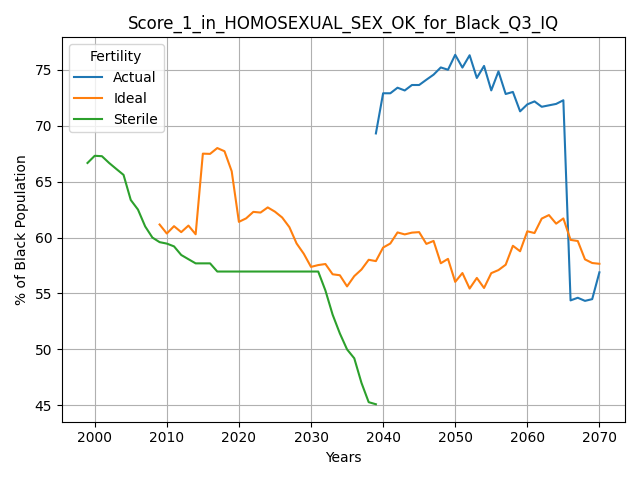 Score_1_in_HOMOSEXUAL_SEX_OK_for_Black_Q3_IQ
Fertility
Actual
Ideal
Sterile
% of Black Population
75
70
65
60
55
50
45
2000 2010 2020 2030 2040 2050 2060 2070
Years